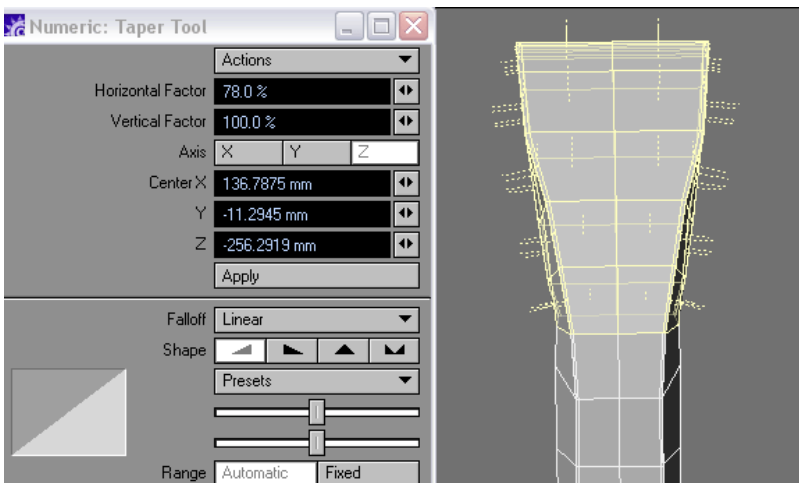 Numeric: Taper Tool
Actions
Horizontal Factor 78.0 %
Vertical Factor 100.0 %
Axis X Y Z
Center X 136.7875 mm
Y -11.2945 mm
Z -256.2919 mm
Apply
Falloff Linear
Shape
Presets
Range Automatic Fixed